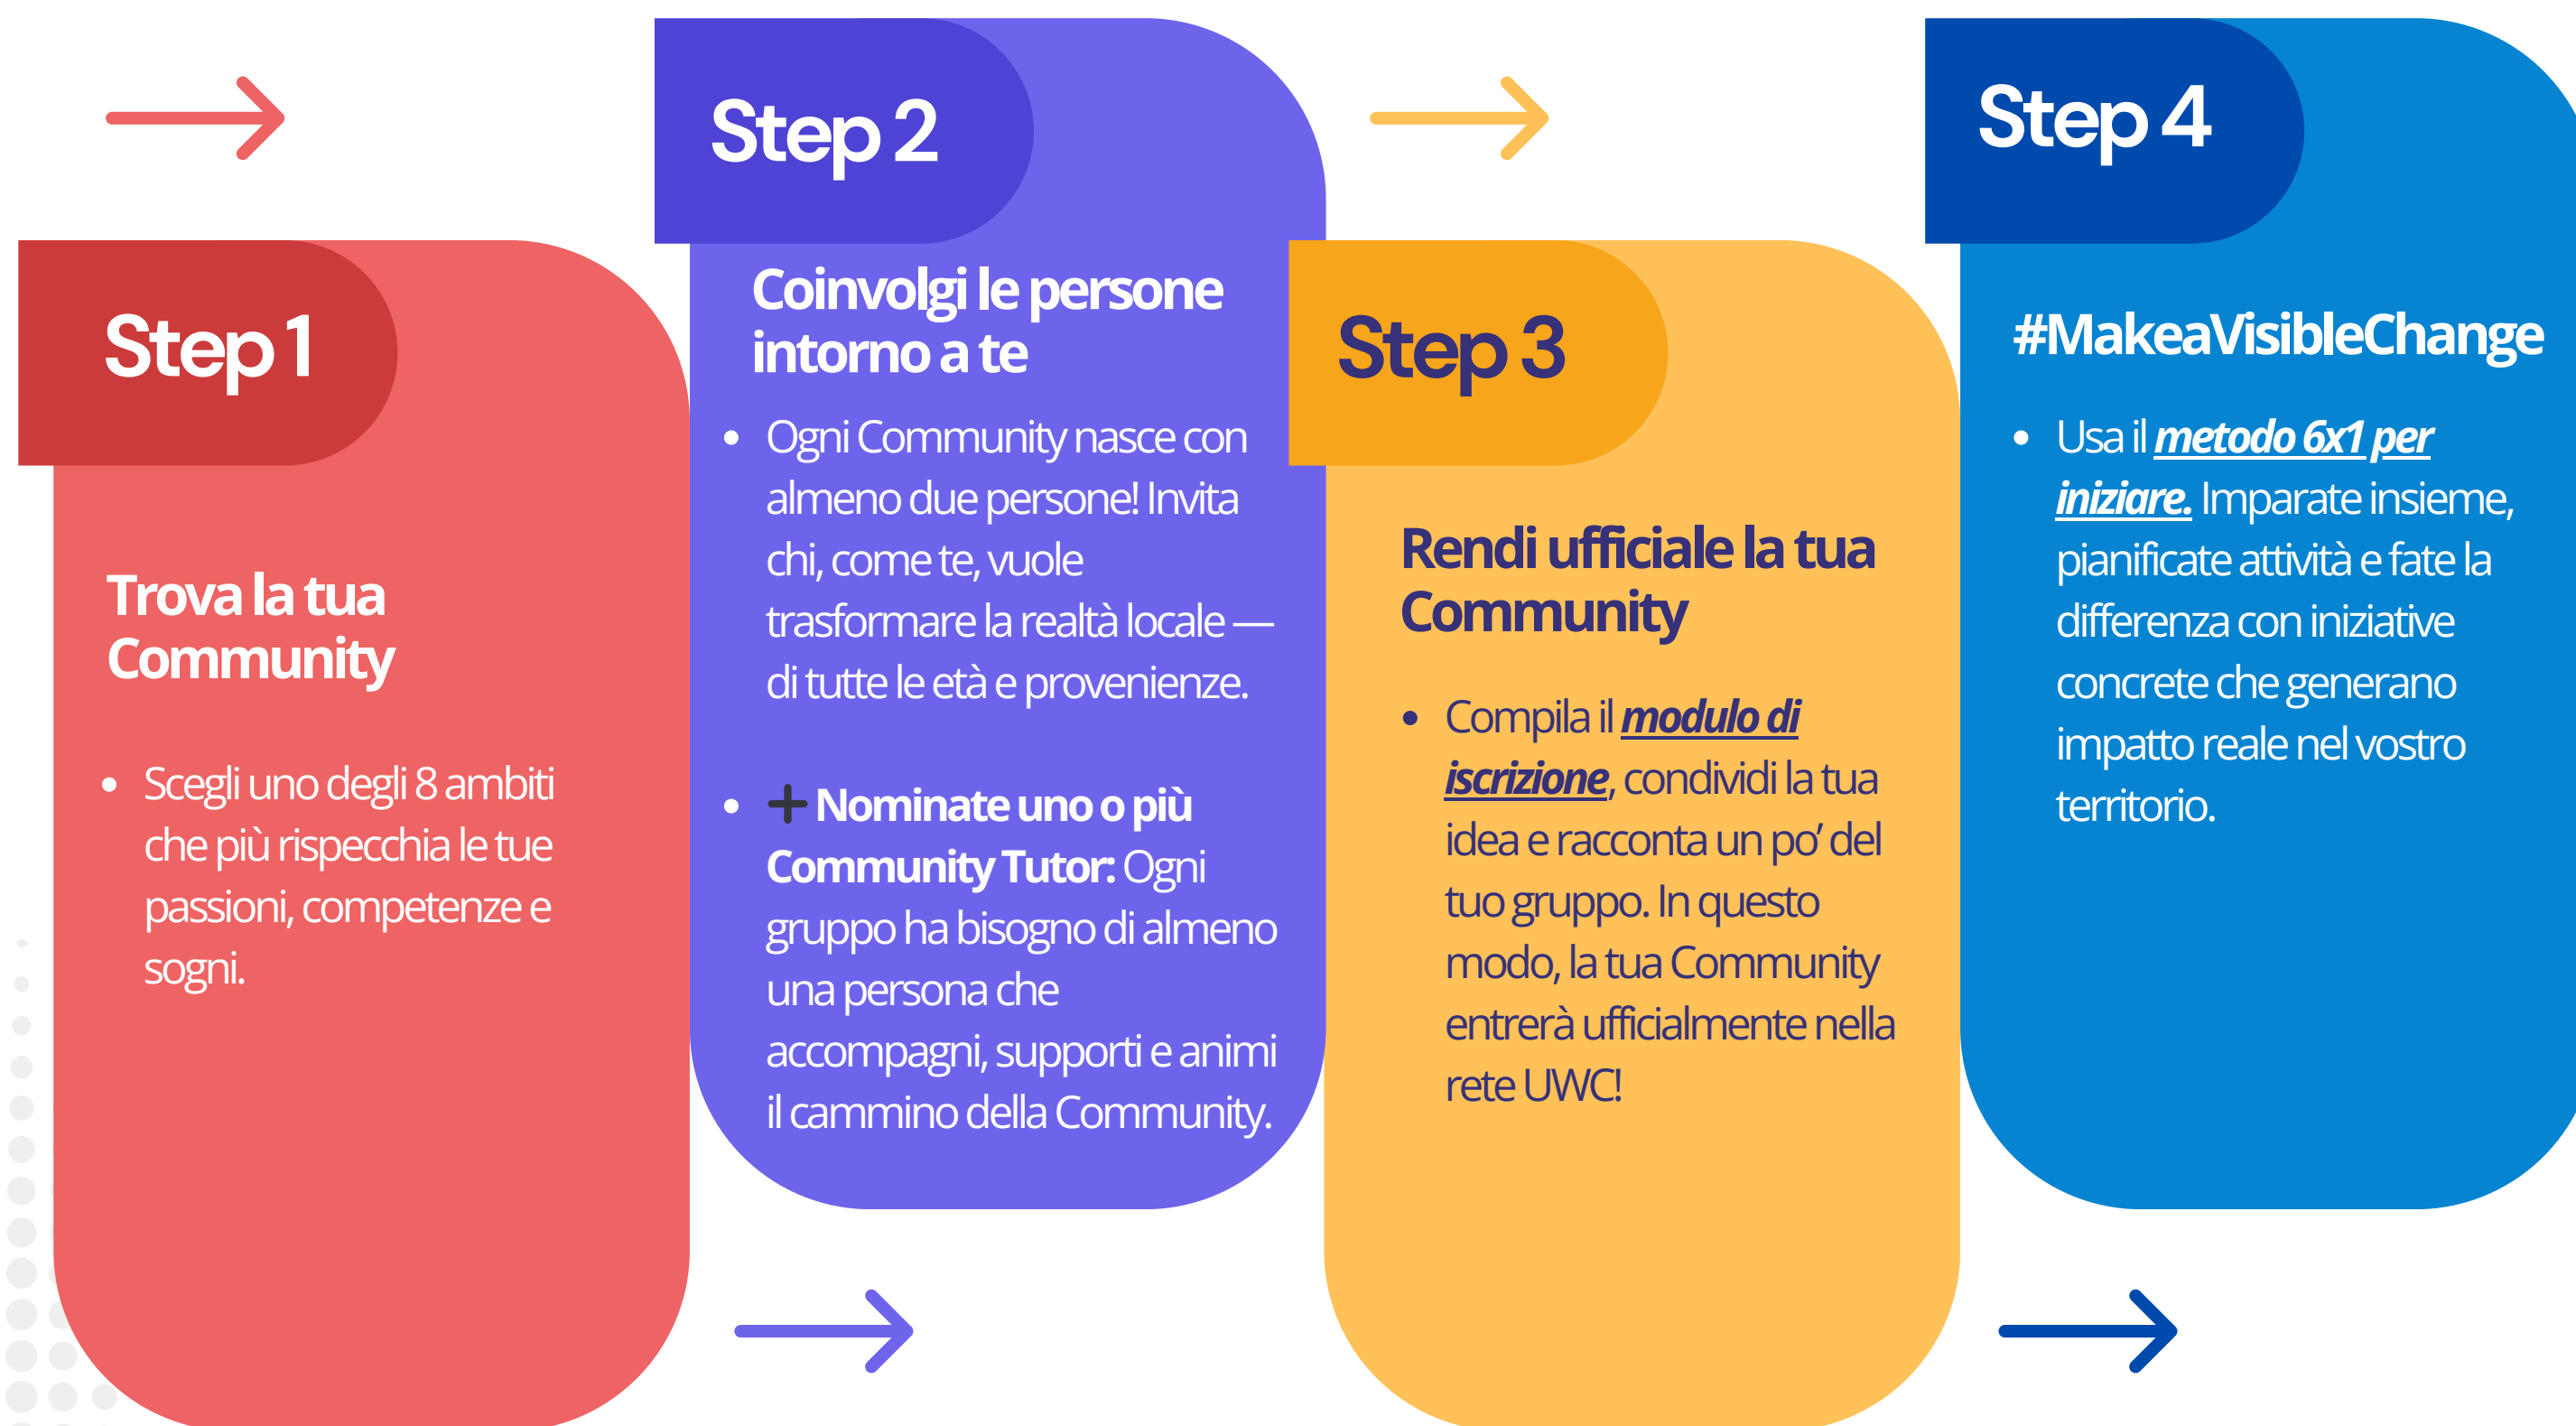 Step 1
Trova la tua
Community
• Scegli uno degli 8 ambiti
che più rispecchia le tue
passioni, competenze e
sogni.
Step 2
Coinvolgi le persone
intorno a te
• Ogni Community nasce con
almeno due persone! Invita
chi, come te, vuole
trasformare la realtà locale —
di tutte le età e provenienze.
• ➕ Nominate uno o più
Community Tutor: Ogni
gruppo ha bisogno di almeno
una persona che
accompagni, supporti e animi
il cammino della Community.
Step 3
Rendi ufficiale la tua
Community
• Compila il modulo di
iscrizione, condividi la tua
idea e racconta un po’ del
tuo gruppo. In questo
modo, la tua Community
entrerà ufficialmente nella
rete UWC!
Step 4
#MakeaVisibleChange
• Usa il metodo 6x1 per
iniziare. Imparate insieme,
pianificate attività e fate la
differenza con iniziative
concrete che generano
impatto reale nel vostro
territorio.